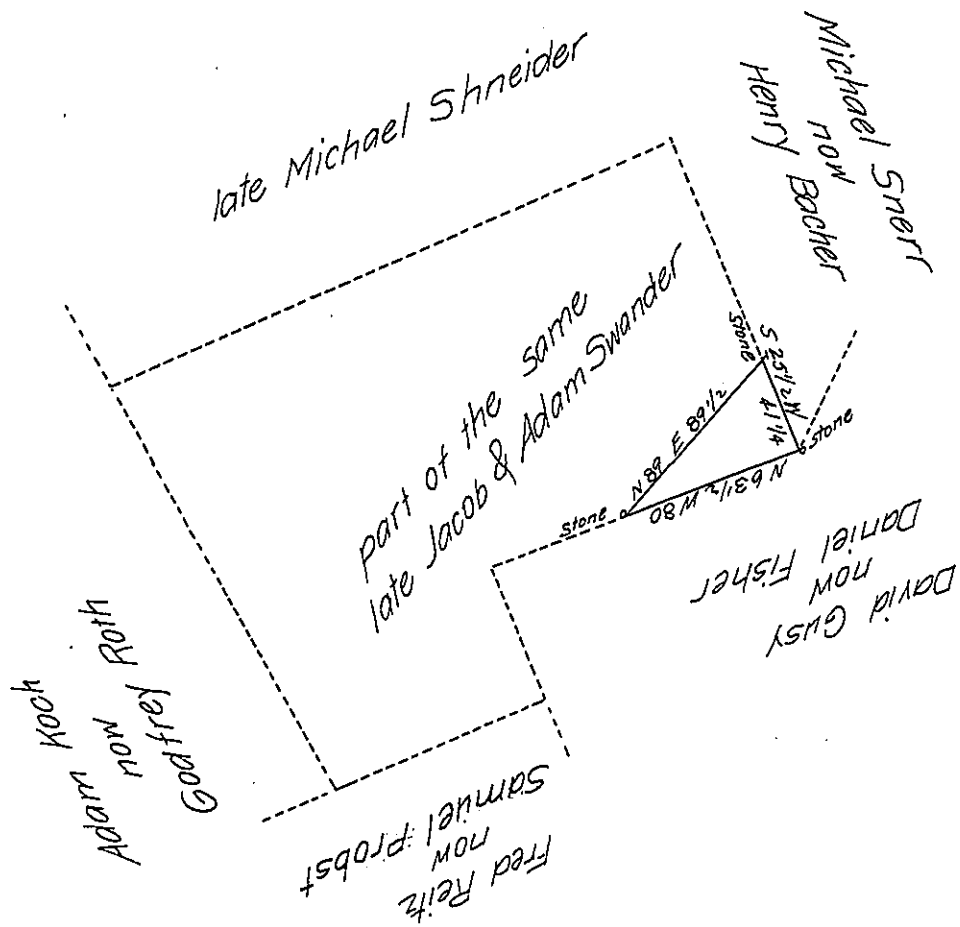 late Michael Shneider
Michael Snerr
now
Henry Bacher
part of the same
late Jacob & Adam Swander
Stone
S 25 1/2 W
41 1/4
stone
N 89 E 89 1/2
N 63 1/2 W 80
Stone
David Gusy
now
Daniel Fisher
Adam Koch
now
Godfrey Roth
Fred Reitz
now
Samuel Probst